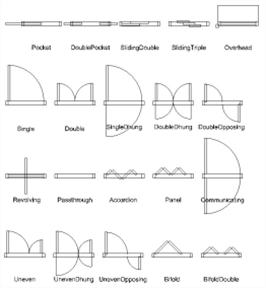 Pocket DoublePocket SlidingDouble SlidingTriple Overhead
Single Double SingleDhung DoubleDhung DoubleOpposing
Revolving Passthrough Accordion Panel Communicating
Uneven UnevenDhung UnevenOpposing Bifold BifoldDouble